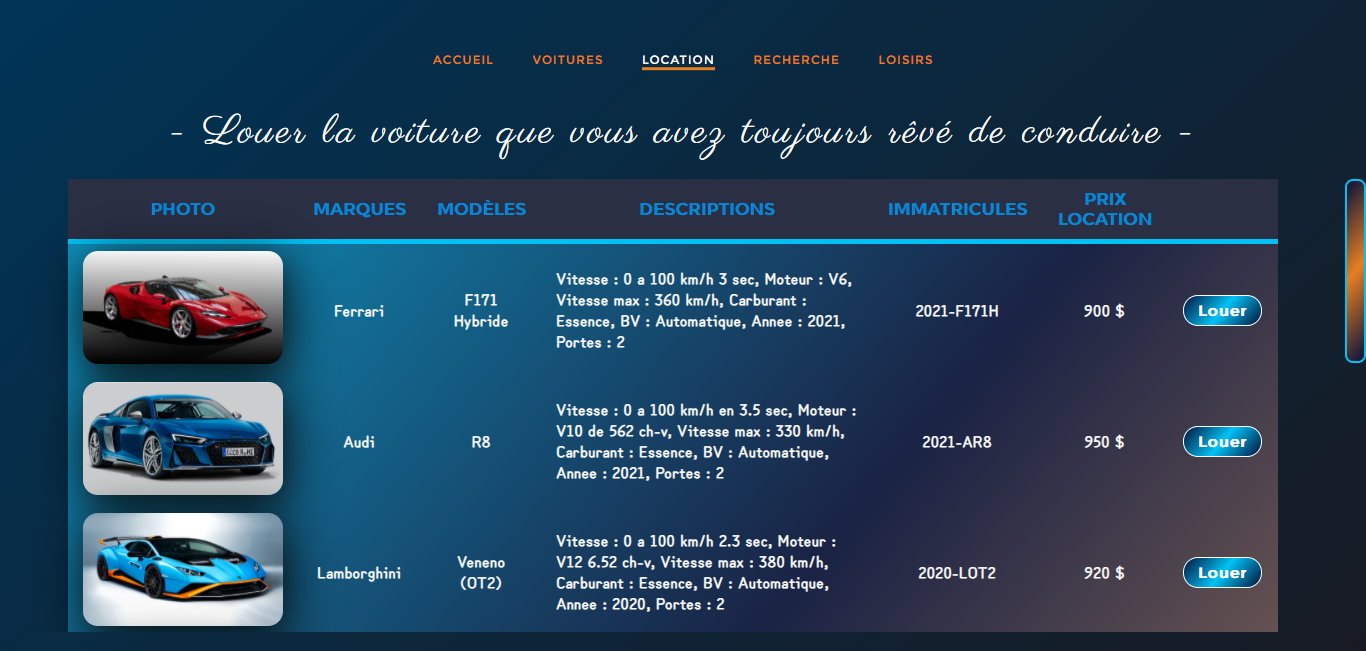 ACCUEIL VOITURES LOCATION RECHERCHE LOISIRS
- Louer la voiture que vous avez toujours rêvé de conduire -
PHOTO MARQUES MODÈLES DESCRIPTIONS IMMATRICULES PRIX LOCATION
Ferrari
F171
Hybride
Vitesse : 0 a 100 km/h 3 sec, Moteur : V6,
Vitesse max : 360 km/h, Carburant :
Essence, BV : Automatique, Annee : 2021,
Portes : 2
2021-F171H
900 $
Louer
Audi
R8
Vitesse : 0 a 100 km/h en 3.5 sec, Moteur :
V10 de 562 ch-v, Vitesse max : 330 km/h,
Carburant : Essence, BV : Automatique,
Annee : 2021, Portes : 2
2021-AR8
950 $
Louer
Lamborghini
Veneno
(OT2)
Vitesse : 0 a 100 km/h 2.3 sec, Moteur :
V12 6.52 ch-v, Vitesse max : 380 km/h,
Carburant : Essence, BV : Automatique,
Annee : 2020, Portes : 2
2020-LOT2
920 $
Louer